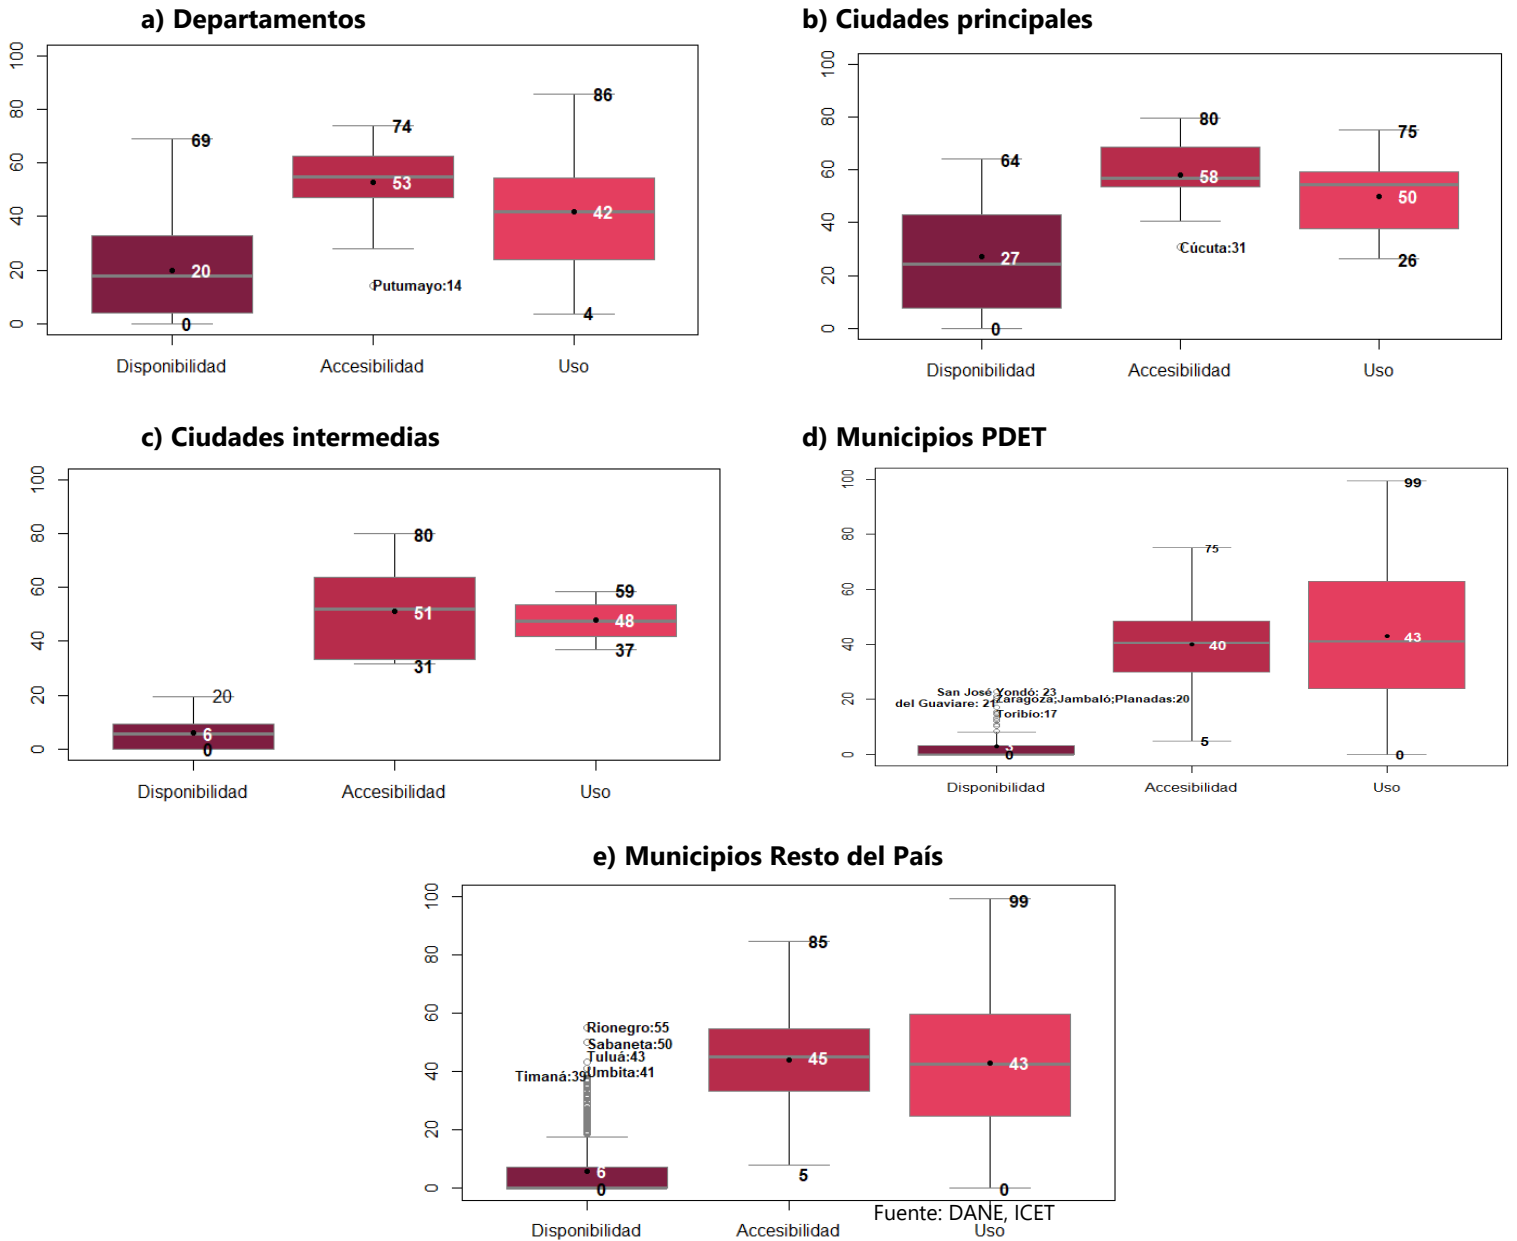 a) Departamentos
100
80
60
40
20
0
69
20
0
74
53
Putumayo:14
86
42
4
Disponibilidad
Accesibilidad
Uso
b) Ciudades principales
100
80
60
40
20
0
64
27
0
80
58
Cúcuta:31
75
50
26
Disponibilidad
Accesibilidad
Uso
c) Ciudades intermedias
100
80
60
40
20
0
20
6
0
80
51
31
59
48
37
Disponibilidad
Accesibilidad
Uso
d) Municipios PDET
100
80
60
40
20
0
San José
del Guaviare: 21
Yondó: 23
Zaragoza;Jambaló;Planadas:20
Toribío:17
3
0
75
40
5
99
43
0
Disponibilidad
Accesibilidad
Uso
e) Municipios Resto del País
100
80
60
40
20
0
Rionegro:55
Sabaneta:50
Tuluá:43
Timaná:39
Umbita:41
6
0
85
45
5
99
43
0
Disponibilidad
Accesibilidad
Uso
Fuente: DANE, ICET